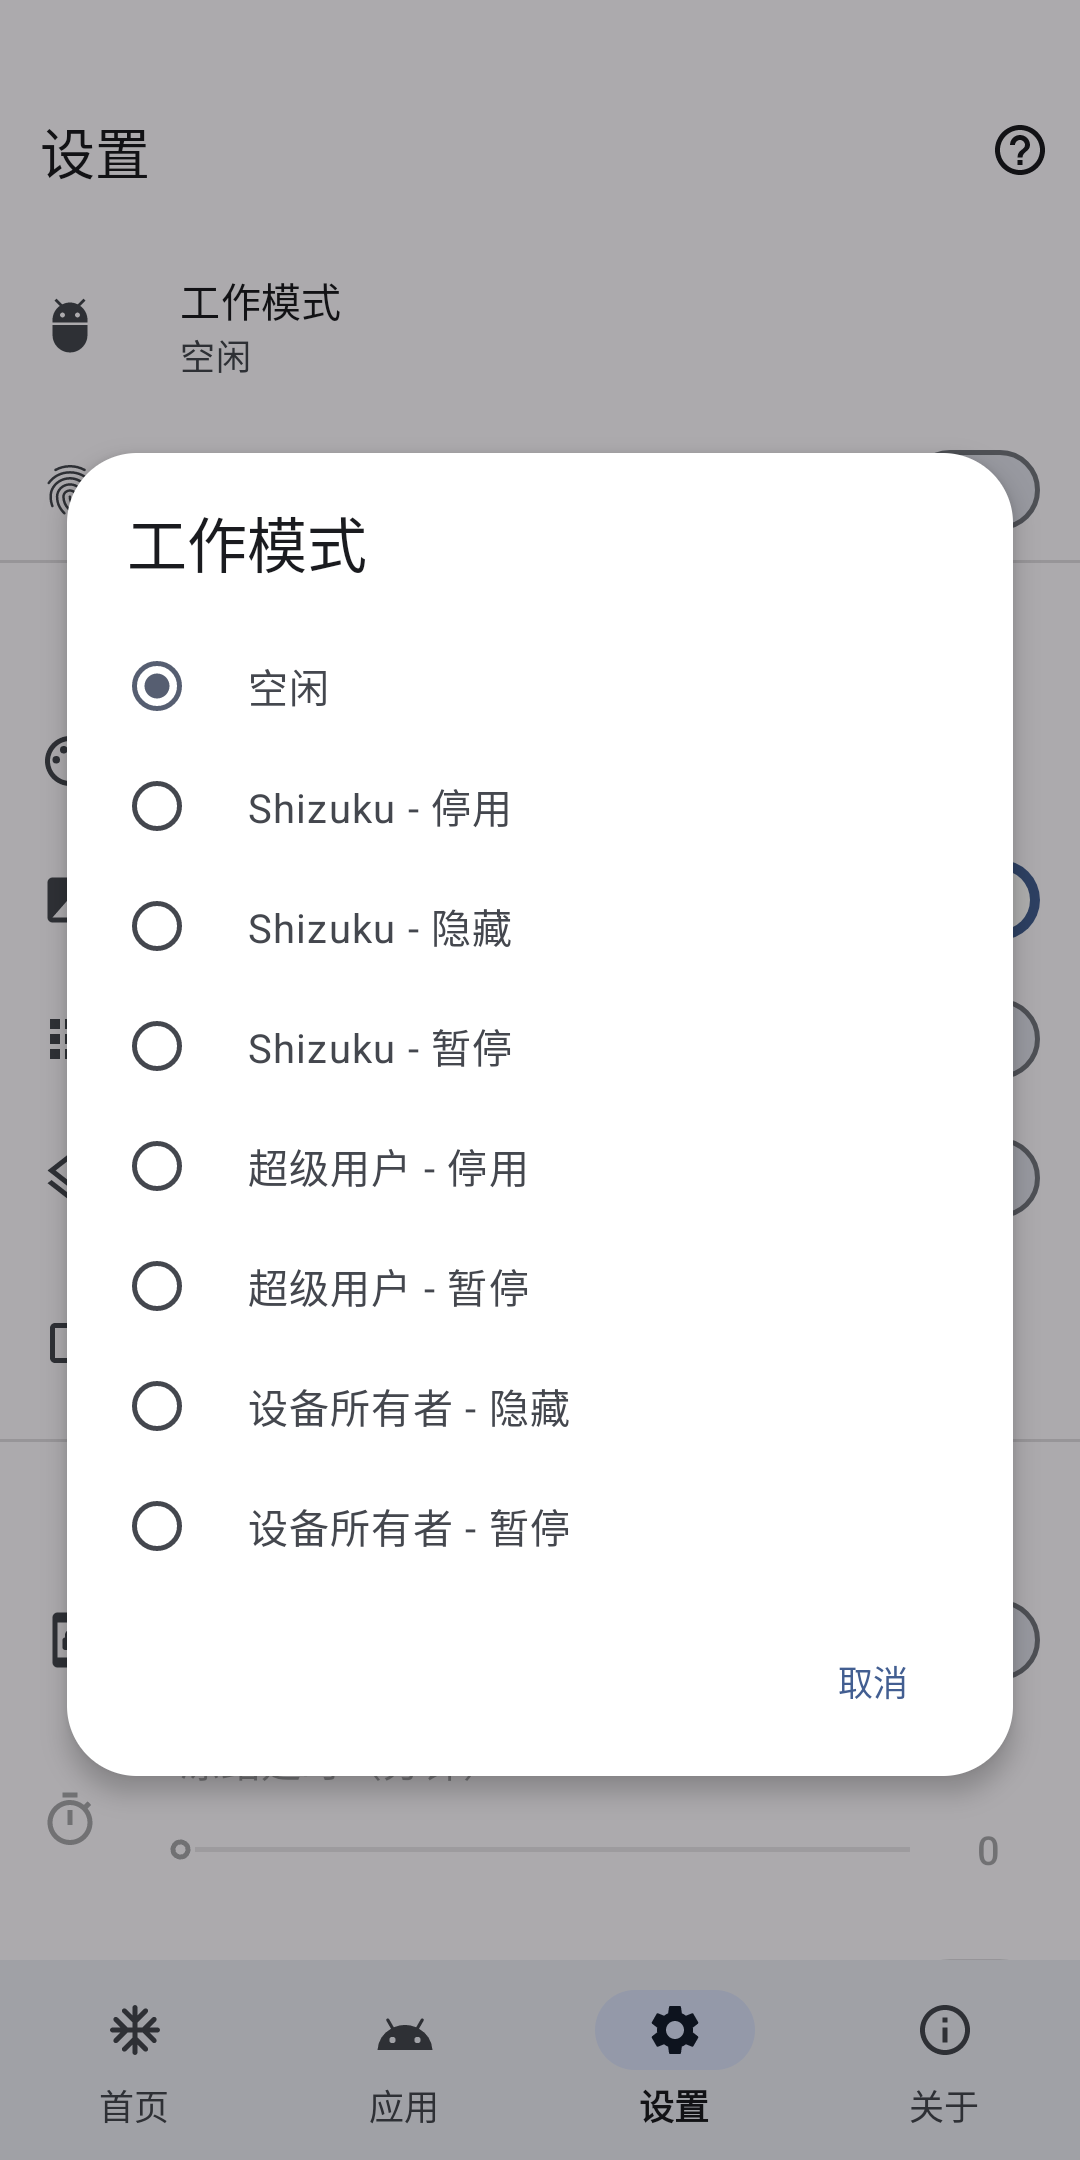 设置
工作模式
空闲
工作模式
空闲
Shizuku - 停用
Shizuku - 隐藏
Shizuku - 暂停
超级用户 - 停用
超级用户 - 暂停
设备所有者 - 隐藏
设备所有者 - 暂停
取消
0
首页
应用
设置
关于